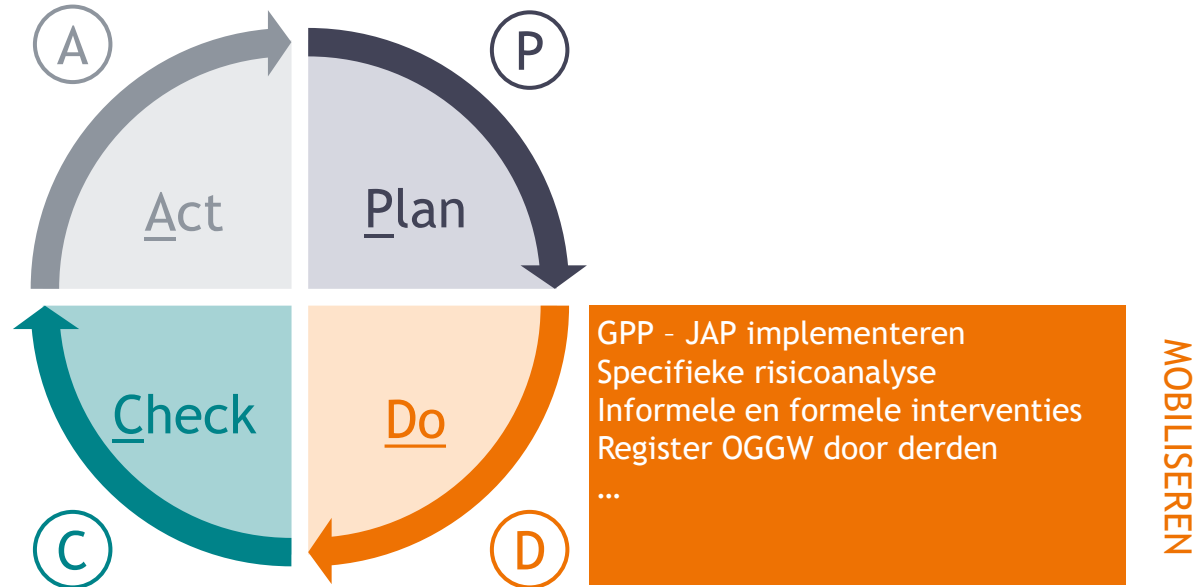 A
P
Act
Plan
Check
Do
C
D
GPP – JAP implementeren
Specifieke risicoanalyse
Informele en formele interventies
Register OGGW door derden
…
MOBILISEREN